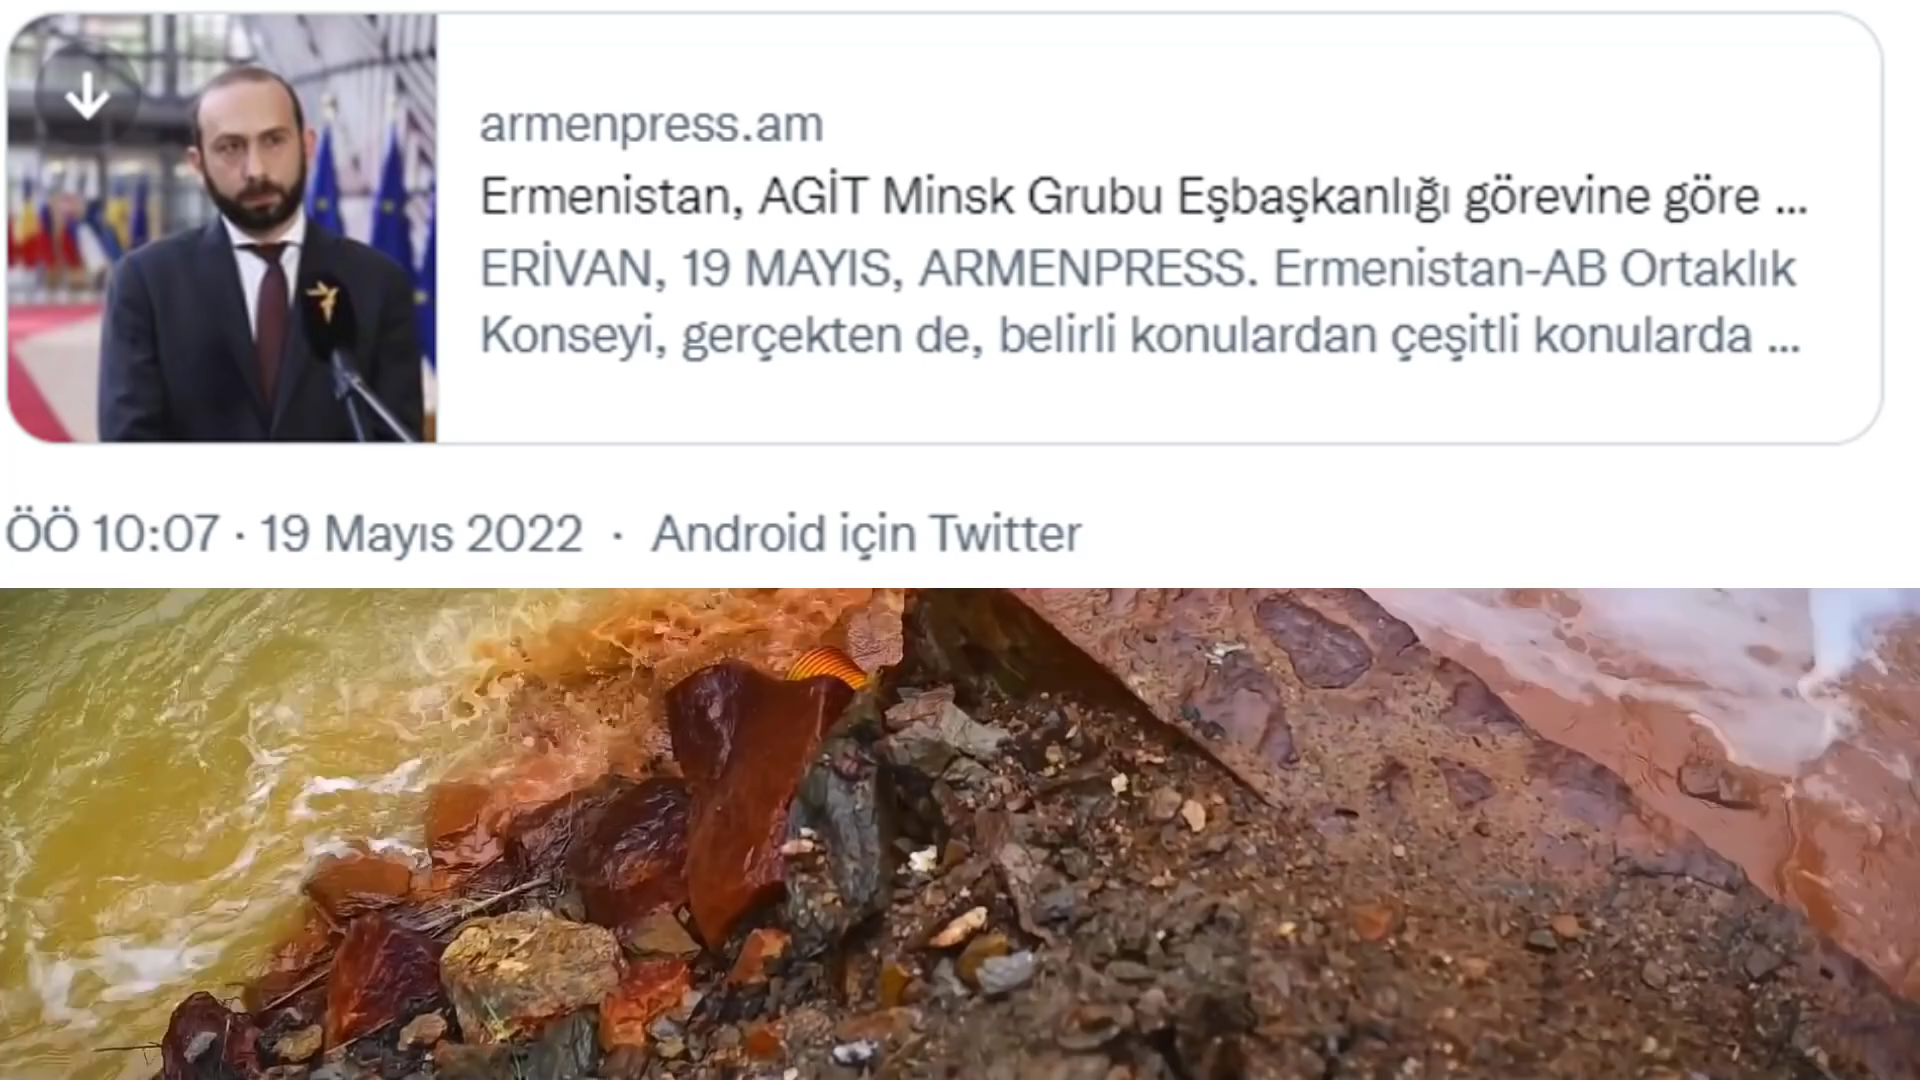 armenpress.am
Ermenistan, AGİT Minsk Grubu Eşbaşkanlığı görevine göre ...
ERİVAN, 19 MAYIS, ARMENPRESS. Ermenistan-AB Ortaklık
Konseyi, gerçekten de, belirli konulardan çeşitli konularda ...
ÖÖ 10:07 · 19 Mayıs 2022 · Android için Twitter